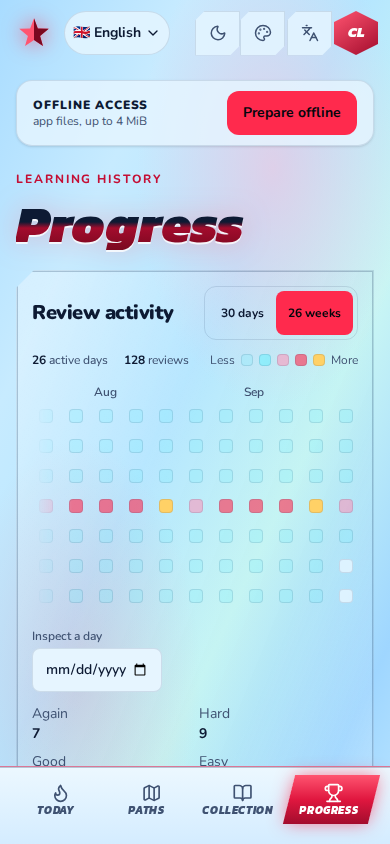 English
CL
OFFLINE ACCESS
app files, up to 4 MiB
Prepare offline
LEARNING HISTORY
Progress
Review activity
30 days
26 weeks
26 active days
128 reviews
Less
More
Aug
Sep
Inspect a day
mm/dd/yyyy
Again
Hard
7
9
Good
Easy
TODAY
PATHS
COLLECTION
PROGRESS